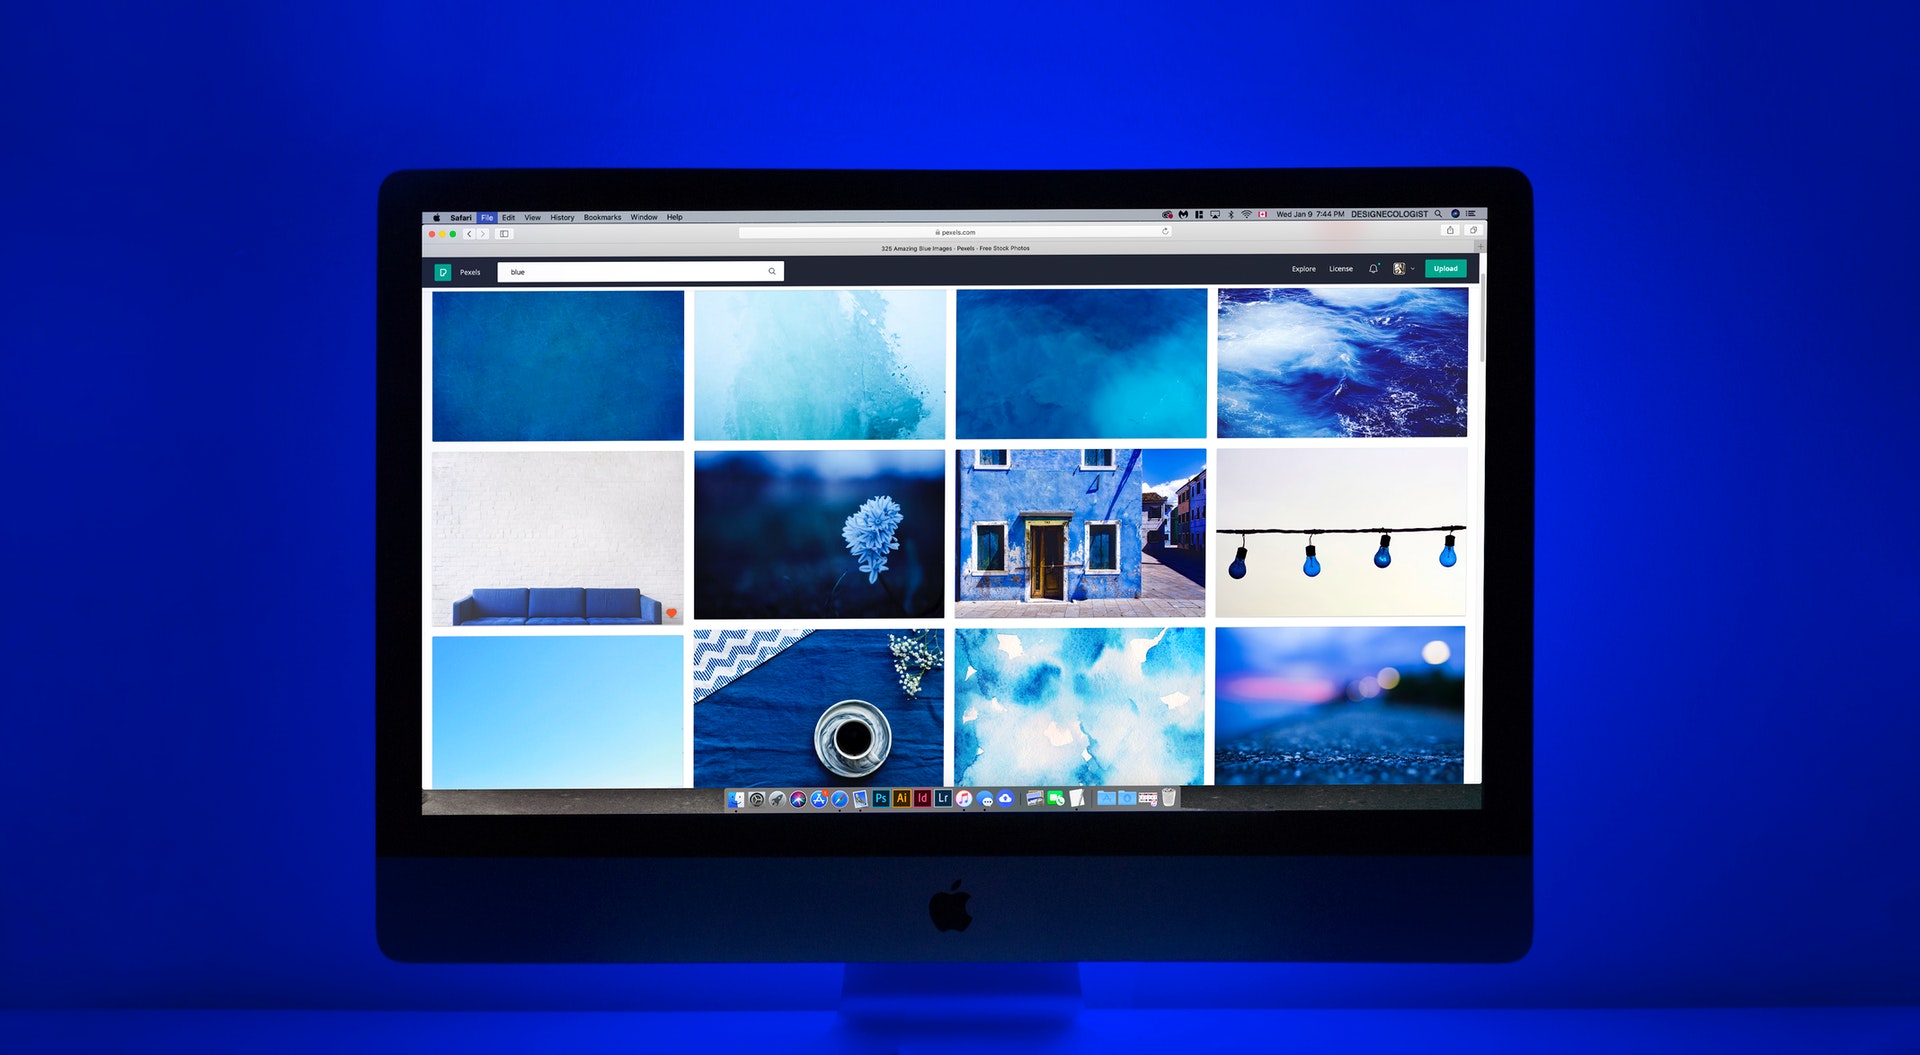 Safari File Edit View History Bookmarks Window Help
Wed Jan 9 7:44 PM DESIGNECOLOGIST
pexels.com
325 Amazing Blue Images · Pexels · Free Stock Photos
Pexels
blue
Explore License
Upload
Ps Ai Id Lr